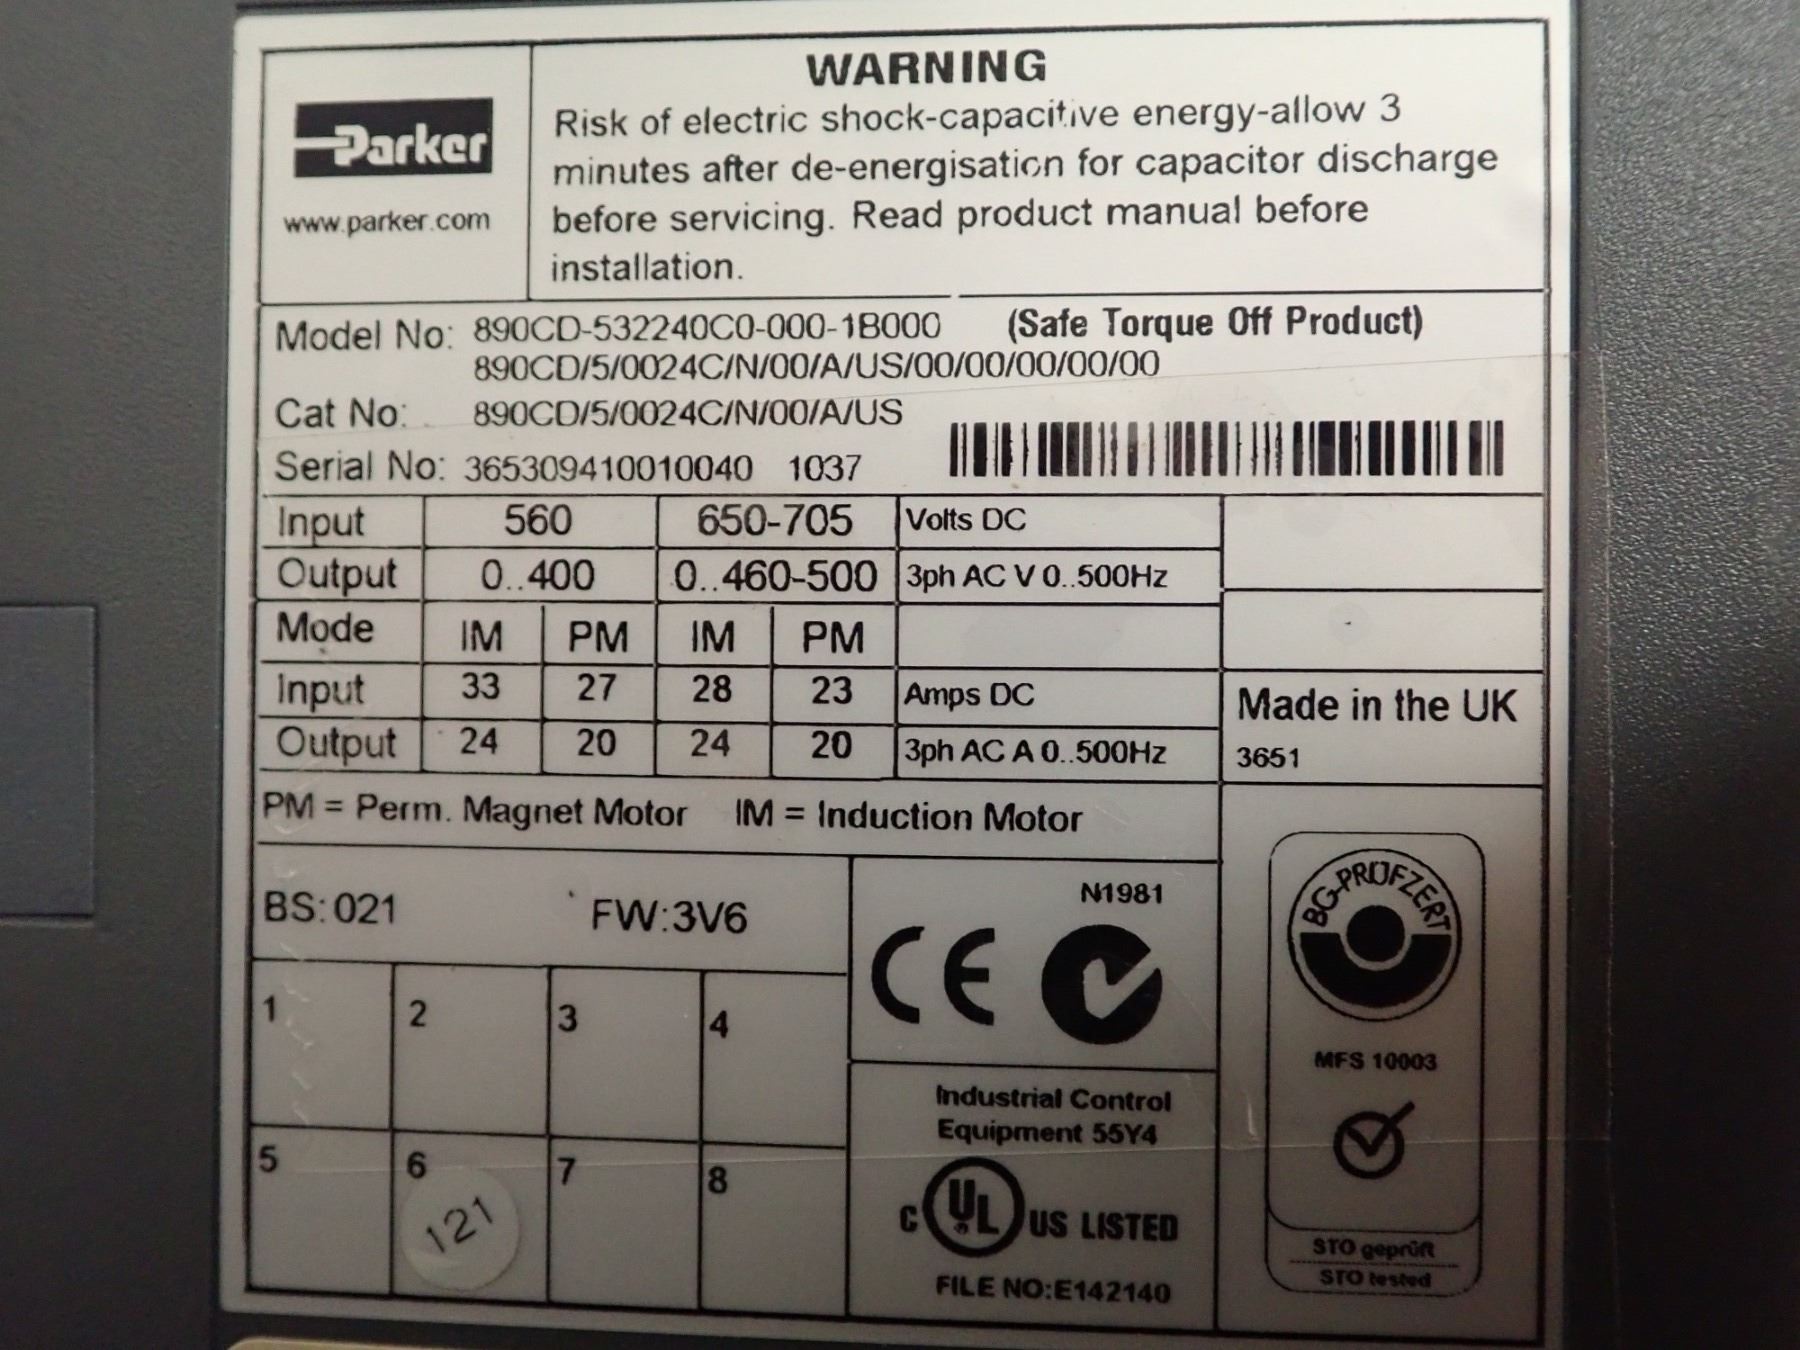 Parker
www.parker.com
WARNING
Risk of electric shock-capacitive energy-allow 3
minutes after de-energisation for capacitor discharge
before servicing. Read product manual before
installation.
Model No: 890CD-532240C0-000-1B000 (Safe Torque Off Product)
890CD/5/0024C/N/00/A/US/00/00/00/00/00
Cat No: 890CD/5/0024C/N/00/A/US
Serial No: 365309410010040 1037
Input 560 650-705 Volts DC
Output 0..400 0..460-500 3ph AC V 0..500Hz
Mode IM PM IM PM
Input 33 27 28 23 Amps DC
Output 24 20 24 20 3ph AC A 0..500Hz
Made in the UK
3651
PM = Perm. Magnet Motor IM = Induction Motor
BS:021 FW:3V6
N1981
CE
BG-PRÜFZERT
MFS 10003
STO geprüft
STO tested
1 2 3 4
5 6 7 8
121
Industrial Control
Equipment 55Y4
C UL ® US LISTED
FILE NO:E142140